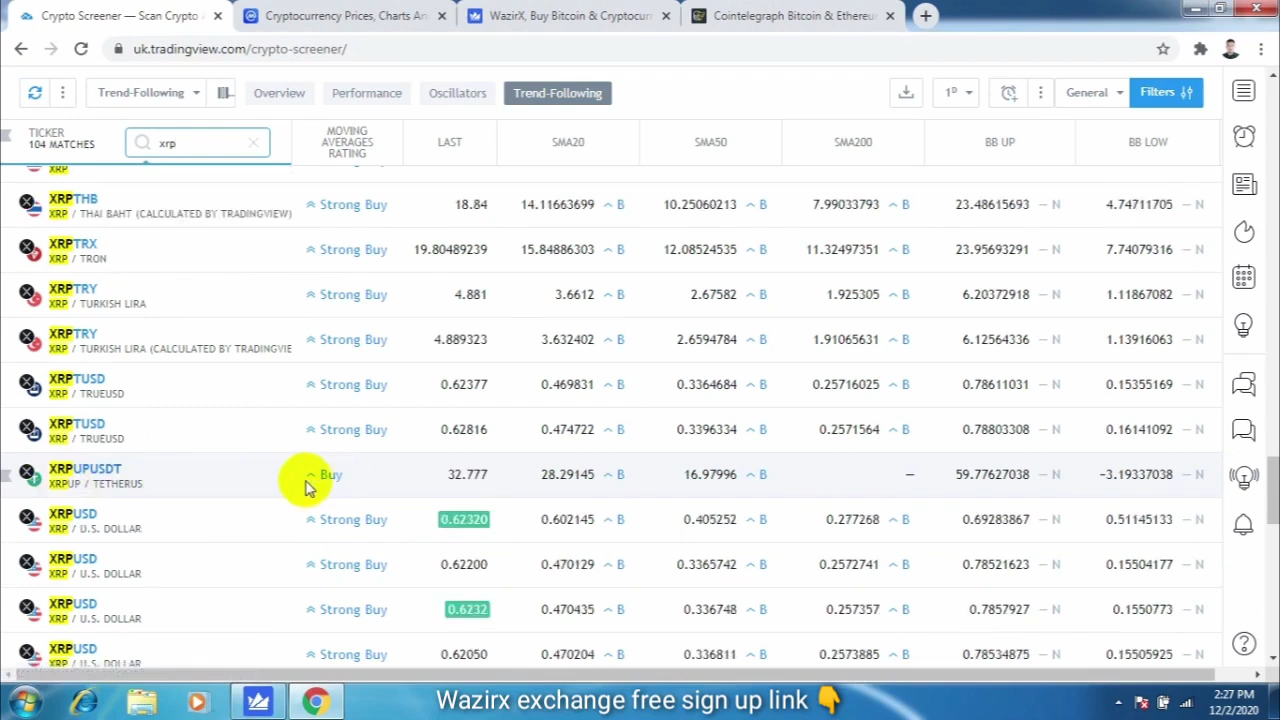 Crypto Screener — Scan Crypto A
Cryptocurrency Prices, Charts An
WazirX, Buy Bitcoin & Cryptocurr
Cointelegraph Bitcoin & Ethereu
uk.tradingview.com/crypto-screener/
Trend-Following
Overview
Performance
Oscillators
Trend-Following
1D
General
Filters
TICKER
104 MATCHES
xrp
MOVING
AVERAGES
RATING
LAST
SMA20
SMA50
SMA200
BB UP
BB LOW
XRP
XRPTHB
XRP / THAI BAHT (CALCULATED BY TRADINGVIEW)
Strong Buy 18.84 14.11663699 B 10.25060213 B 7.99033793 B 23.48615693 — N 4.74711705 — N
XRPTRX
XRP / TRON
Strong Buy 19.80489239 15.84886303 B 12.08524535 B 11.32497351 B 23.95693291 — N 7.74079316 — N
XRPTRY
XRP / TURKISH LIRA
Strong Buy 4.881 3.6612 B 2.67582 B 1.925305 B 6.20372918 — N 1.11867082 — N
XRPTRY
XRP / TURKISH LIRA (CALCULATED BY TRADINGVIE
Strong Buy 4.889323 3.632402 B 2.6594784 B 1.91065631 B 6.12564336 — N 1.13916063 — N
XRPTUSD
XRP / TRUEUSD
Strong Buy 0.62377 0.469831 B 0.3364684 B 0.25716025 B 0.78611031 — N 0.15355169 — N
XRPTUSD
XRP / TRUEUSD
Strong Buy 0.62816 0.474722 B 0.3396334 B 0.2571564 B 0.78803308 — N 0.16141092 — N
XRPUPUSDT
XRPUP / TETHERUS
Buy 32.777 28.29145 B 16.97996 B — 59.77627038 — N −3.19337038 — N
XRPUSD
XRP / U.S. DOLLAR
Strong Buy 0.62320 0.602145 B 0.405252 B 0.277268 B 0.69283867 — N 0.51145133 — N
XRPUSD
XRP / U.S. DOLLAR
Strong Buy 0.62200 0.470129 B 0.3365742 B 0.2572741 B 0.78521623 — N 0.15504177 — N
XRPUSD
XRP / U.S. DOLLAR
Strong Buy 0.6232 0.470435 B 0.336748 B 0.257357 B 0.7857927 — N 0.1550773 — N
XRPUSD
XRP / U.S. DOLLAR
Strong Buy 0.62050 0.470204 B 0.336811 B 0.2573885 B 0.78534875 — N 0.15505925 — N
Wazirx exchange free sign up link 👇
2:27 PM
12/2/2020